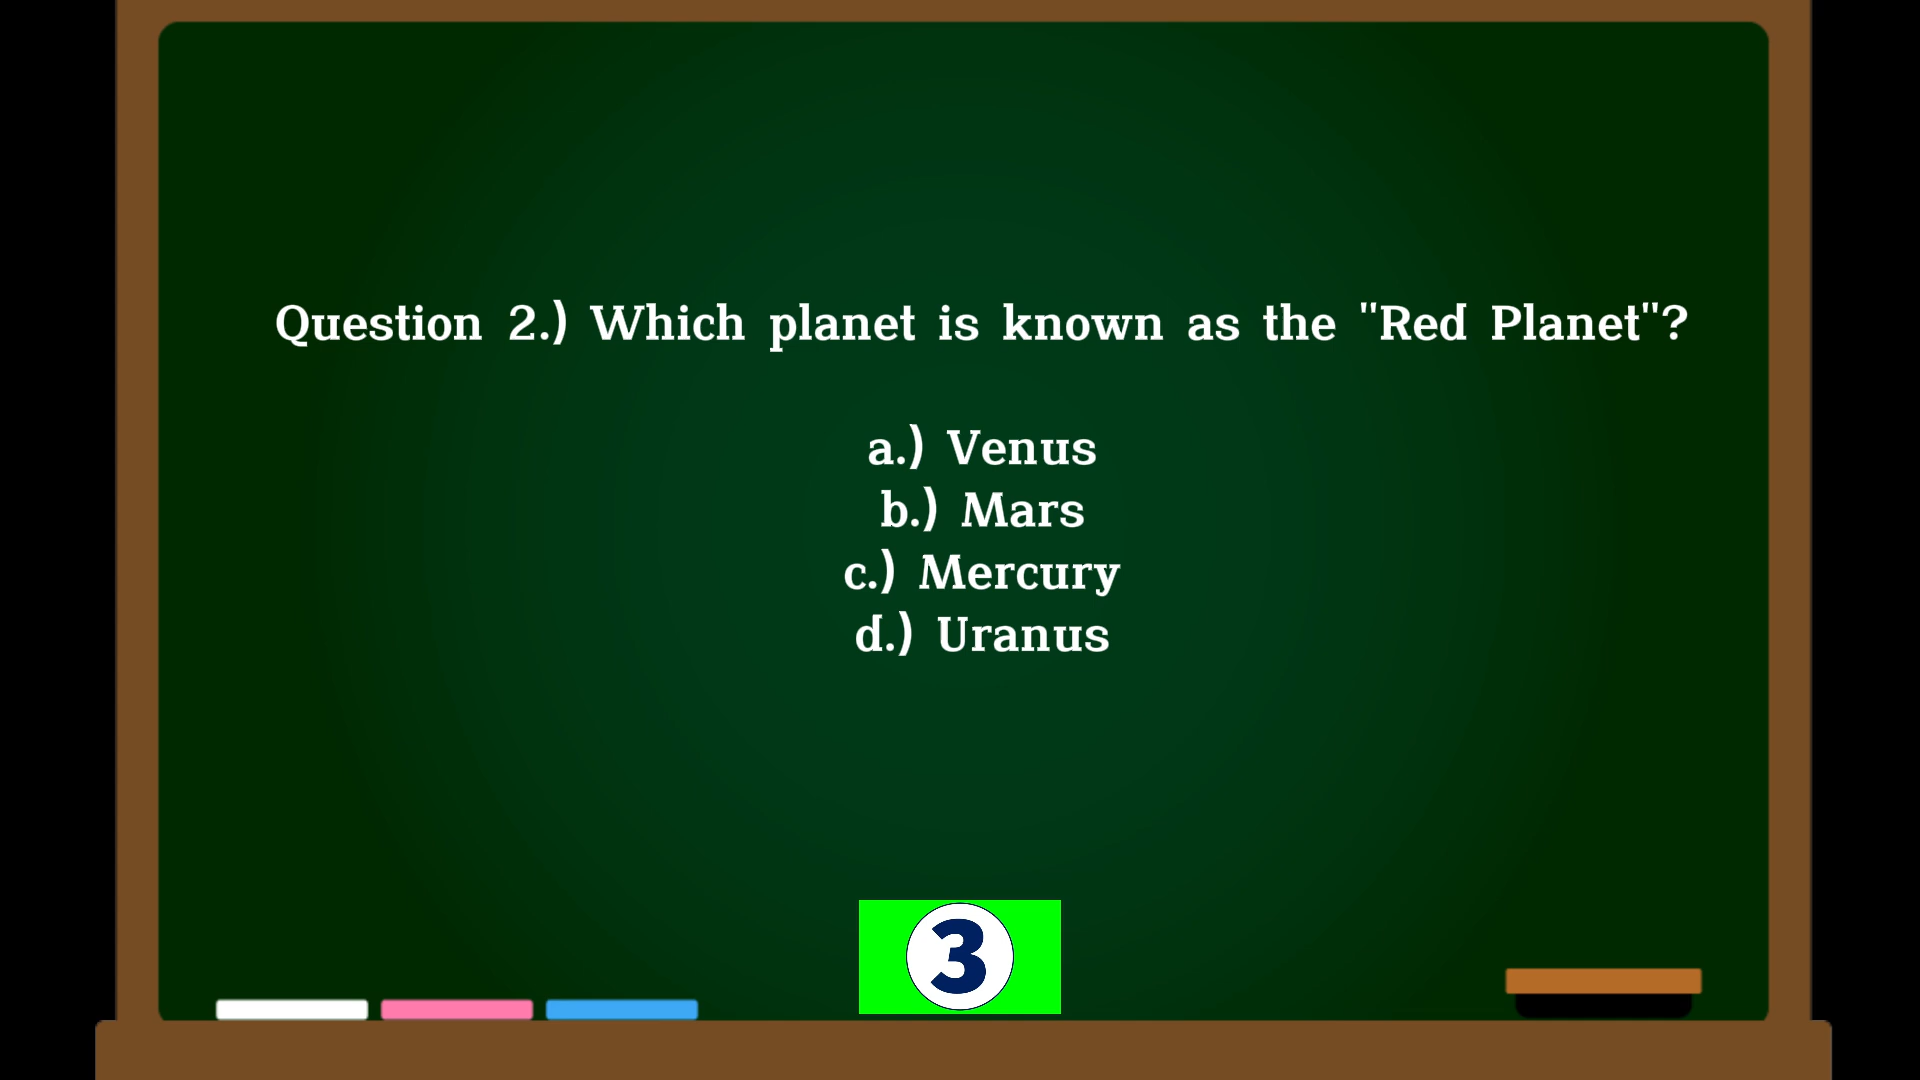 Question 2.) Which planet is known as the "Red Planet"?
a.) Venus
b.) Mars
c.) Mercury
d.) Uranus
3